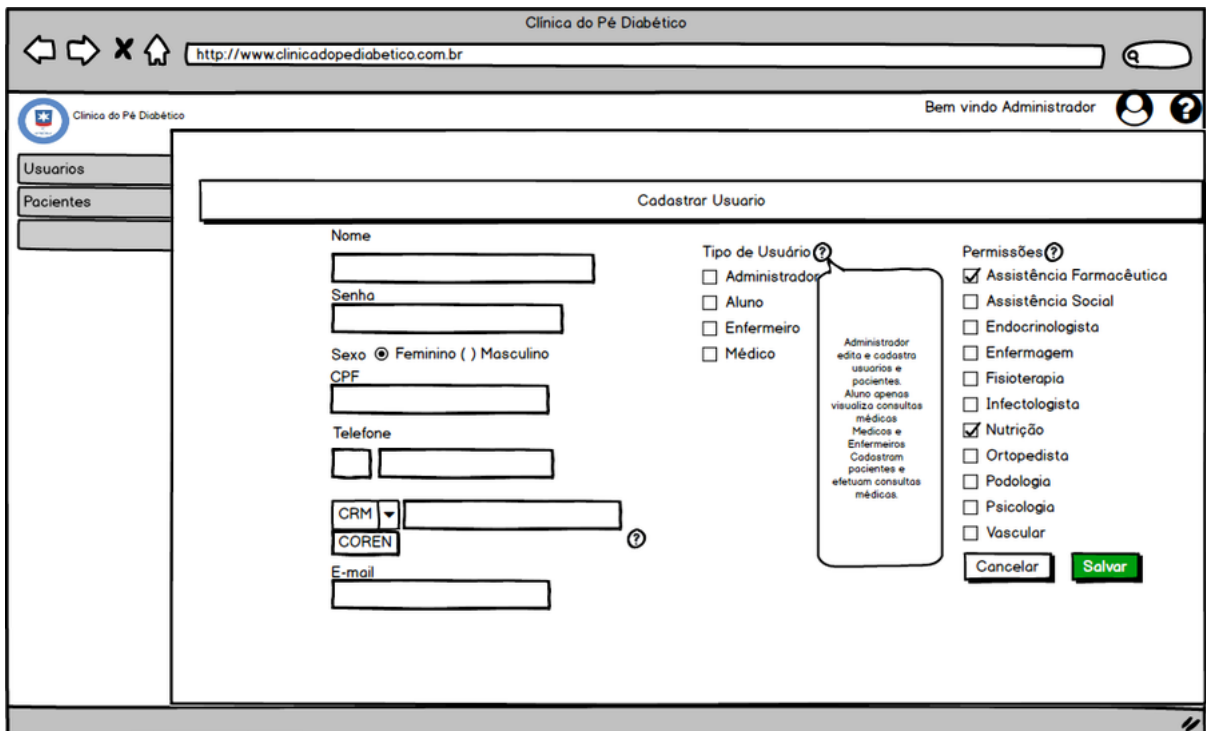 Clínica do Pé Diabético
http://www.clinicadopediabetico.com.br
Clínica do Pé Diabético
Bem vindo Administrador
Usuarios
Pacientes
Cadastrar Usuario
Nome
Senha
Sexo Feminino ( ) Masculino
CPF
Telefone
CRM
COREN
E-mail
Tipo de Usuário ?
Administrador
Aluno
Enfermeiro
Médico
Administrador
edita e cadastra
usuarios e
pacientes.
Aluno apenas
visualiza consultas
médicas
Medicos e
Enfermeiros
Cadastram
pacientes e
efetuam consultas
médicas.
Permissões ?
Assistência Farmacêutica
Assistência Social
Endocrinologista
Enfermagem
Fisioterapia
Infectologista
Nutrição
Ortopedista
Podologia
Psicologia
Vascular
Cancelar
Salvar